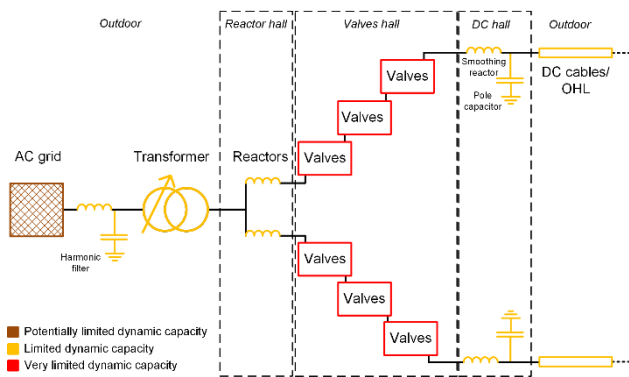 Outdoor
Reactor hall
Valves hall
DC hall
Outdoor
Valves
Smoothing
reactor
DC cables/
OHL
Pole
capacitor
Valves
AC grid
Transformer
Reactors
Valves
Harmonic
filter
Valves
Valves
Valves
Potentially limited dynamic capacity
Limited dynamic capacity
Very limited dynamic capacity